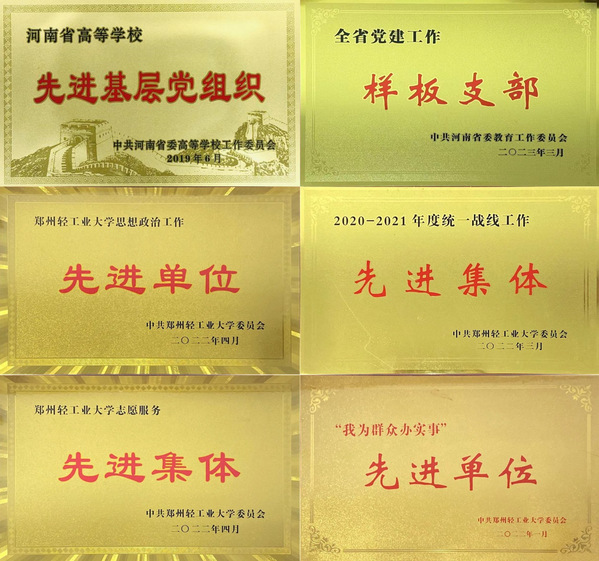 河南省高等学校
先进基层党组织
中共河南省委高等学校工作委员会
2019年6月
全省党建工作
样板支部
中共河南省委教育工作委员会
二〇二三年三月
郑州轻工业大学思想政治工作
先进单位
中共郑州轻工业大学委员会
二〇二二年四月
2020-2021年度统一战线工作
先进集体
中共郑州轻工业大学委员会
二〇二二年三月
郑州轻工业大学志愿服务
先进集体
中共郑州轻工业大学委员会
二〇二二年四月
“我为群众办实事”
先进单位
中共郑州轻工业大学委员会
二〇二二年一月